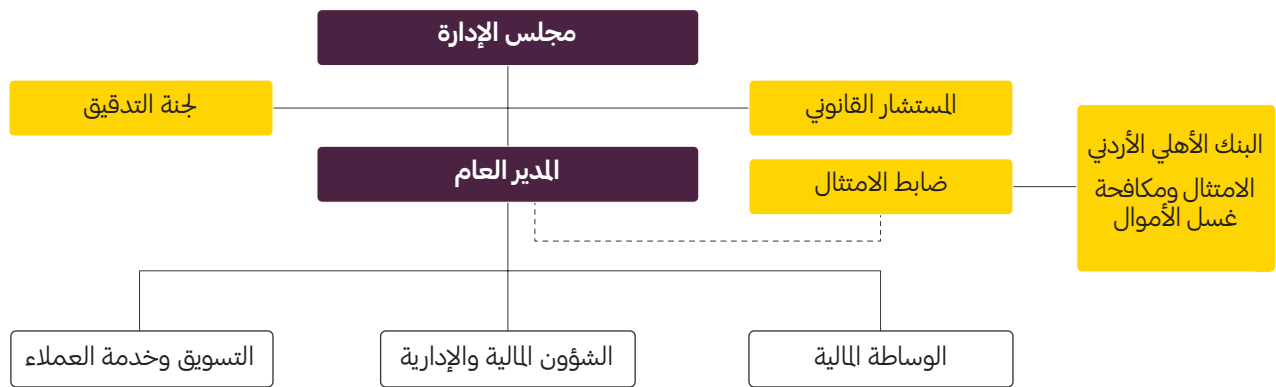 مجلس الإدارة
المستشار القانوني
لجنة التدقيق
البنك الأهلي الأردني
الامتثال ومكافحة
غسل الأموال
ضابط الامتثال
المدير العام
الوساطة المالية
الشؤون المالية والإدارية
التسويق وخدمة العملاء